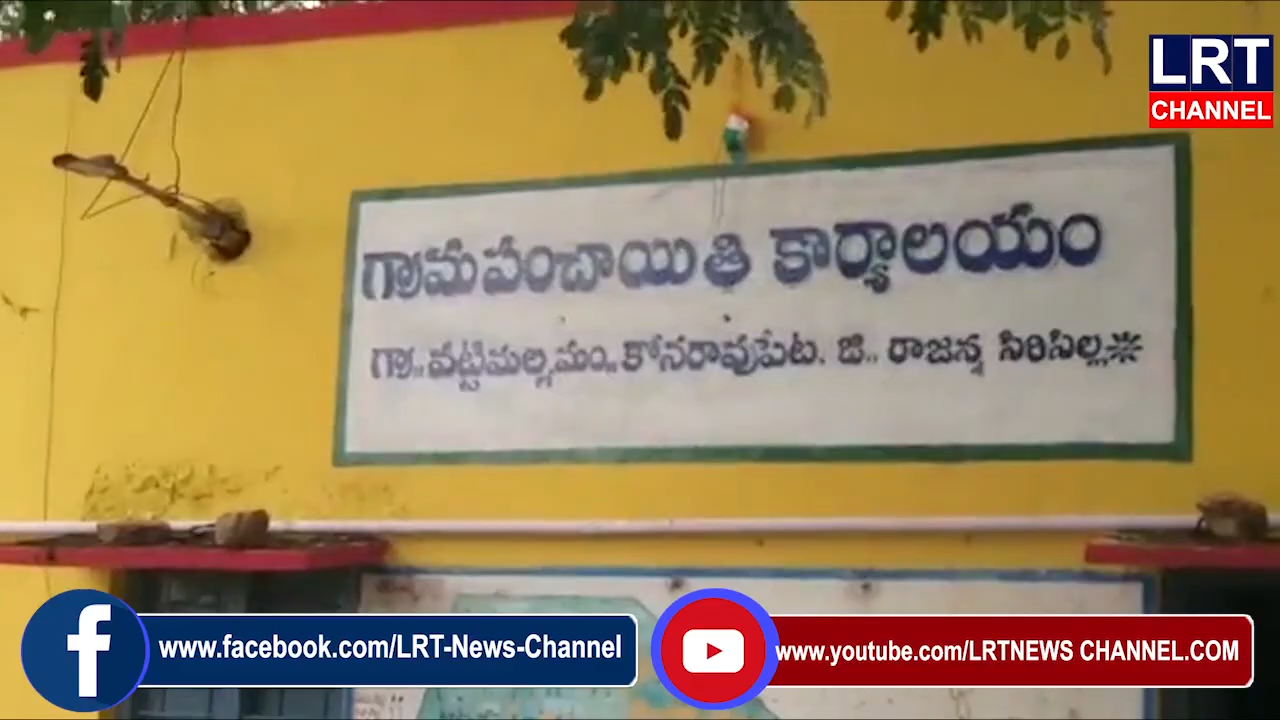 LRT
CHANNEL
గ్రామపంచాయితి కార్యాలయం
గ్రా.. వట్టిమల్ల మం.. కోనరావుపేట. జి.. రాజన్న సిరిసిల్ల
www.facebook.com/LRT-News-Channel
www.youtube.com/LRTNEWS CHANNEL.COM